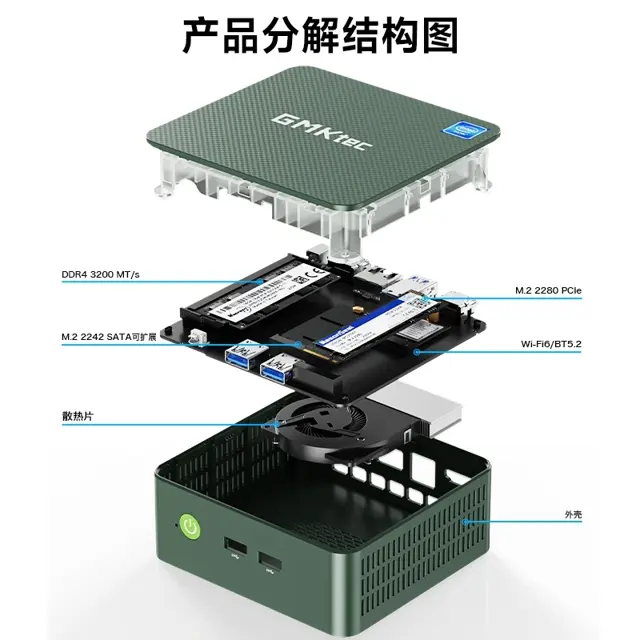 产品分解结构图
GMKtec
intel
DDR4 3200 MT/s
M.2 2280 PCIe
M.2 2242 SATA可扩展
Wi-Fi6/BT5.2
散热片
外壳